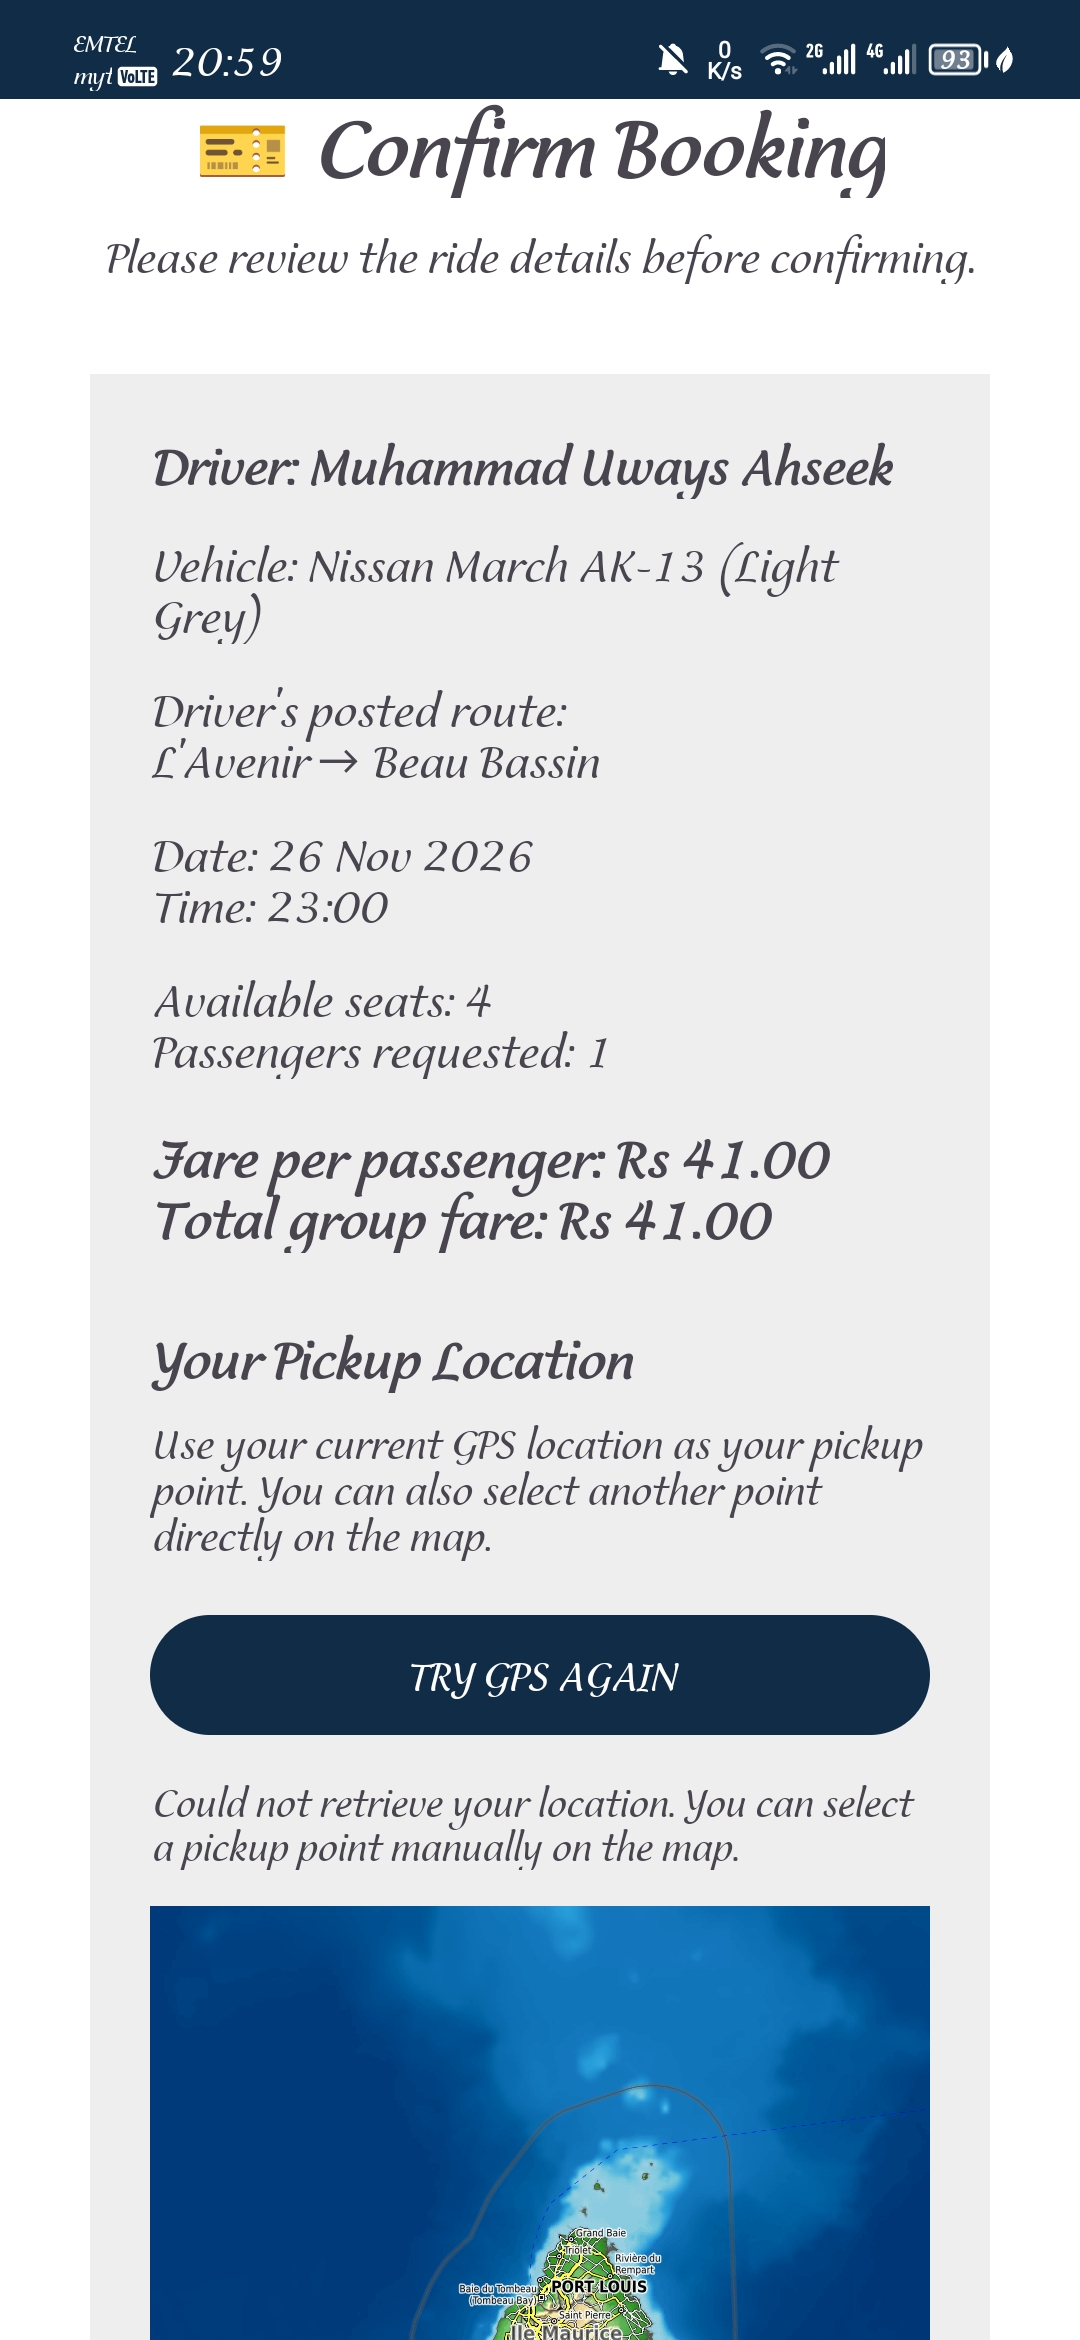 EMTEL
myt VoLTE 20:59
0 K/s 2G 4G 93
Confirm Booking
Please review the ride details before confirming.
Driver: Muhammad Uways Ahseek
Vehicle: Nissan March AK-13 (Light
Grey)
Driver's posted route:
L'Avenir → Beau Bassin
Date: 26 Nov 2026
Time: 23:00
Available seats: 4
Passengers requested: 1
Fare per passenger: Rs 41.00
Total group fare: Rs 41.00
Your Pickup Location
Use your current GPS location as your pickup
point. You can also select another point
directly on the map.
TRY GPS AGAIN
Could not retrieve your location. You can select
a pickup point manually on the map.
Grand Baie
Triolet
Rivière du
Rempart
Baie du Tombeau
(Tombeau Bay)
PORT LOUIS
Saint Pierre
Ile Maurice